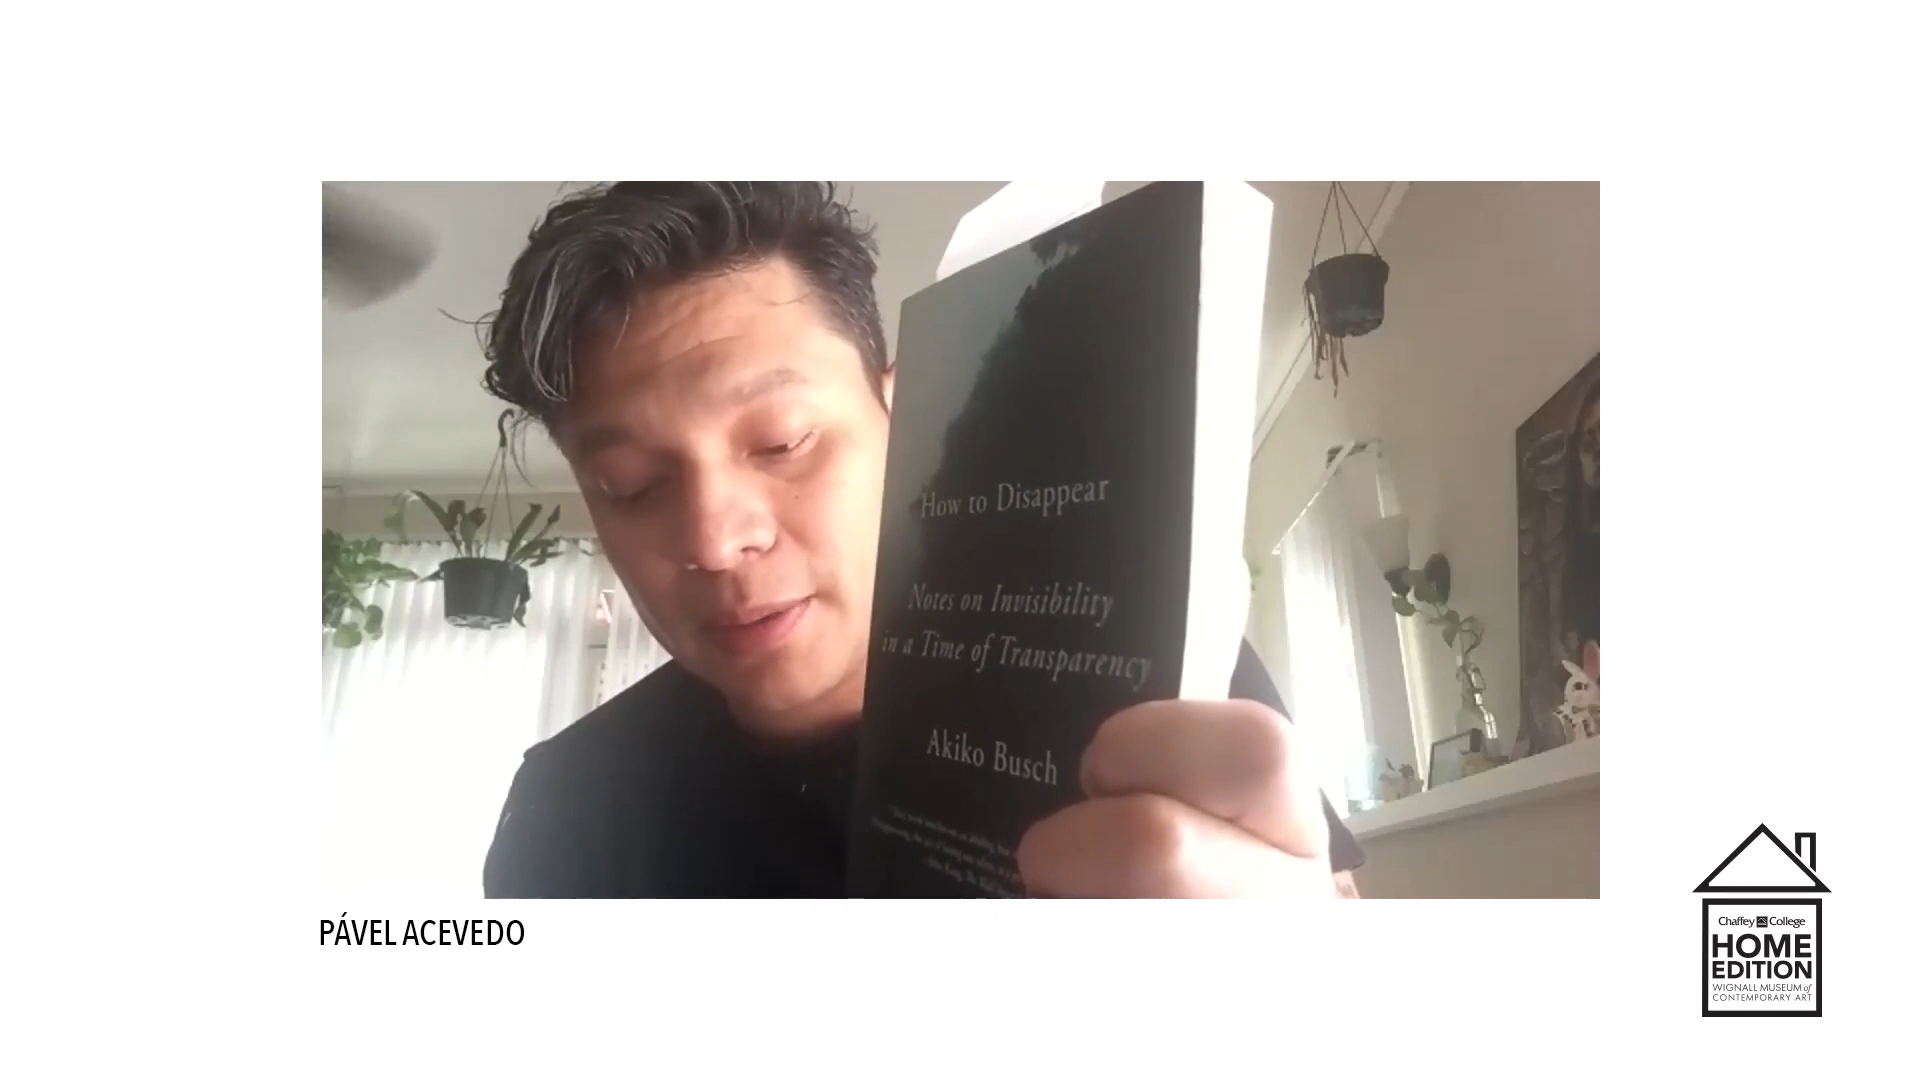 How to Disappear
Notes on Invisibility
in a Time of Transparency
Akiko Busch
PÁVEL ACEVEDO
Chaffey College
HOME
EDITION
WIGNALL MUSEUM of
CONTEMPORARY ART